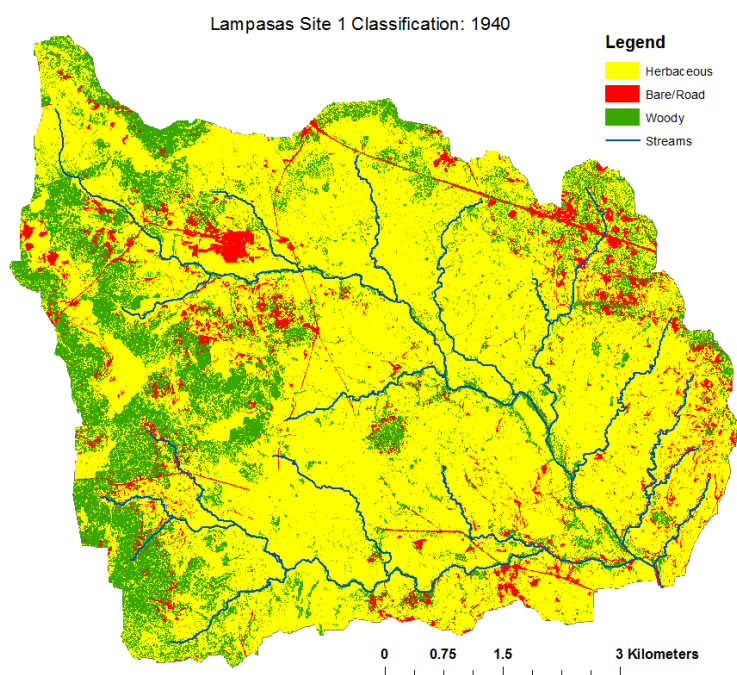 Lampasas Site 1 Classification: 1940
Legend
Herbaceous
Bare/Road
Woody
Streams
0 0.75 1.5 3 Kilometers